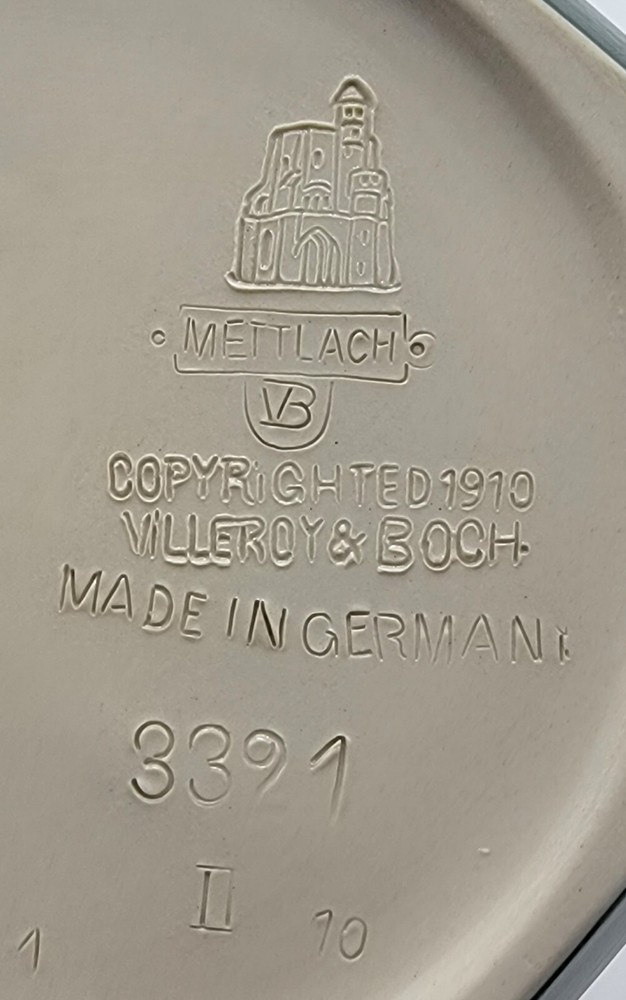 METTLACH
VB
COPYRiGHTED 1910
ViLLEROY & BOCH.
MADE IN GERMANY.
3391
II
1 10